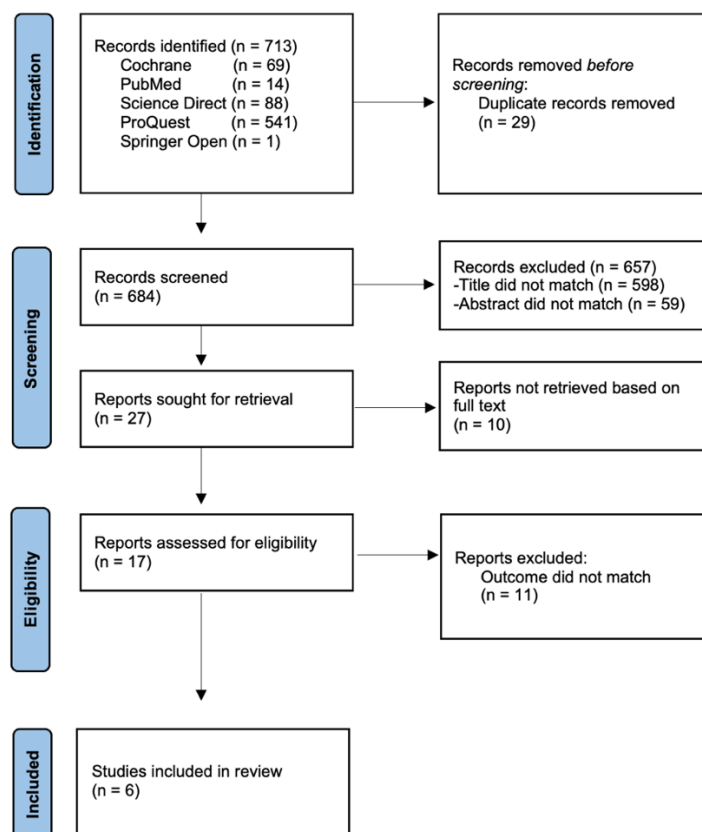 Identification
Records identified (n = 713)
Cochrane (n = 69)
PubMed (n = 14)
Science Direct (n = 88)
ProQuest (n = 541)
Springer Open (n = 1)
Records removed before
screening:
Duplicate records removed
(n = 29)
Screening
Records screened
(n = 684)
Records excluded (n = 657)
-Title did not match (n = 598)
-Abstract did not match (n = 59)
Reports sought for retrieval
(n = 27)
Reports not retrieved based on
full text
(n = 10)
Eligibility
Reports assessed for eligibility
(n = 17)
Reports excluded:
Outcome did not match
(n = 11)
Included
Studies included in review
(n = 6)